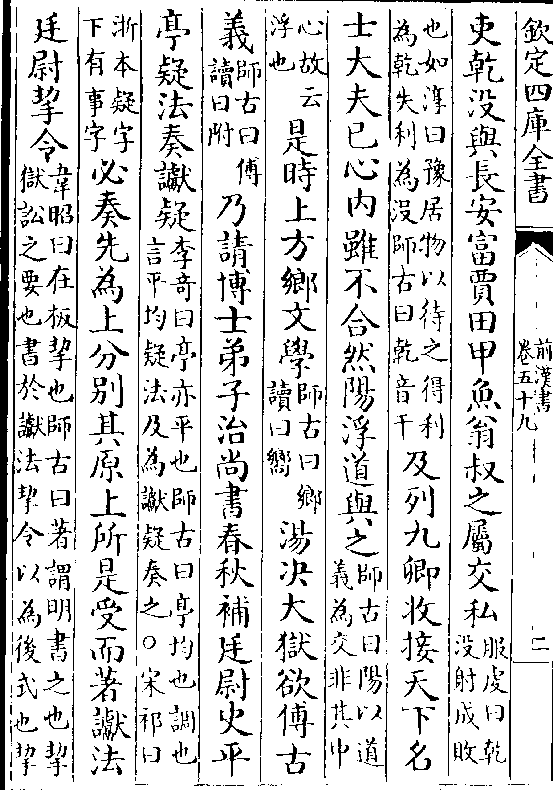 欽定四庫全書
前漢書
卷五十九
二
吏乾没與長安富賈田甲魚翁叔之屬交私服虔曰乾没射成敗
也如淳曰豫居物以待之得利為乾失利為没師古曰乾音干及列九卿收接天下名
士大夫已心内雖不合然陽浮道與之師古曰陽以道義為交非其中
心故云浮也是時上方鄉文學師古曰鄉讀曰嚮湯决大獄欲傅古
義師古曰傅讀曰附乃請博士弟子治尚書春秋補廷尉史平
亭疑法奏讞疑李奇曰亭亦平也師古曰亭均也調也言平均疑法及為讞疑奏之○宋祁曰
浙本疑字下有事字必奏先為上分别其原上所是受而著讞法
廷尉挈令韋昭曰在板挈也師古曰著謂明書之也挈獄訟之要也書於讞法挈令以為後式也挈